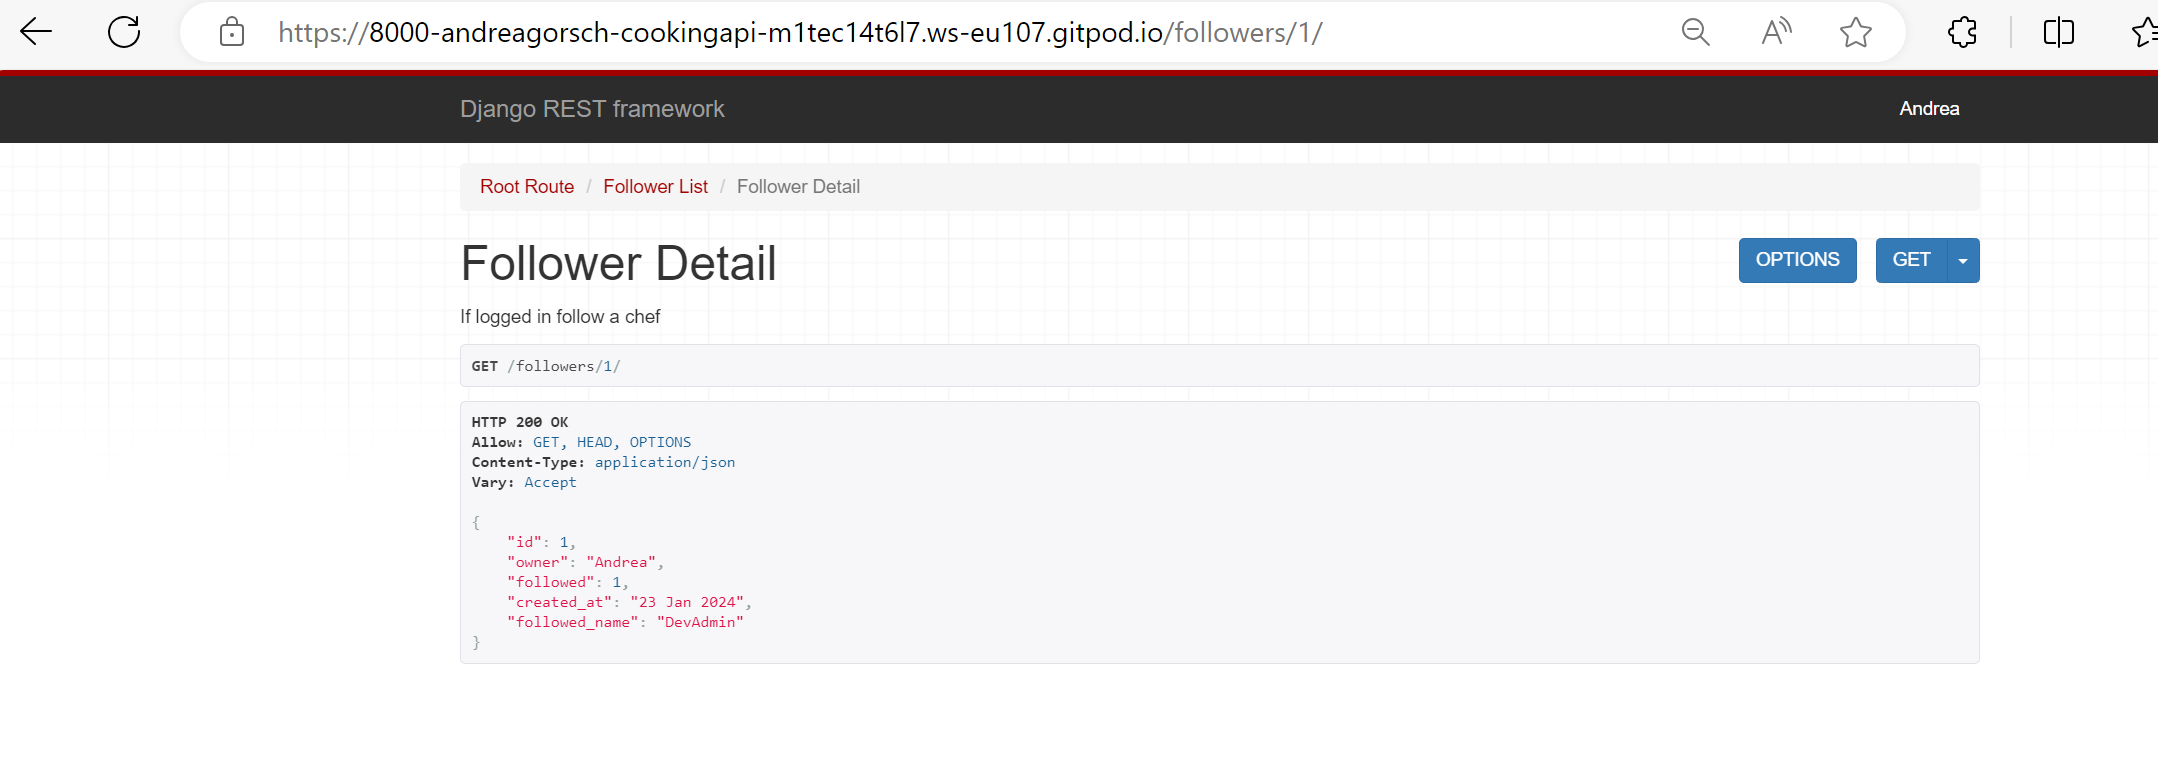 https://8000-andreagorsch-cookingapi-m1tec14t6l7.ws-eu107.gitpod.io/followers/1/
Django REST framework
Andrea
Root Route / Follower List / Follower Detail
Follower Detail
OPTIONS
GET
If logged in follow a chef
GET /followers/1/
HTTP 200 OK
Allow: GET, HEAD, OPTIONS
Content-Type: application/json
Vary: Accept
{
    "id": 1,
    "owner": "Andrea",
    "followed": 1,
    "created_at": "23 Jan 2024",
    "followed_name": "DevAdmin"
}